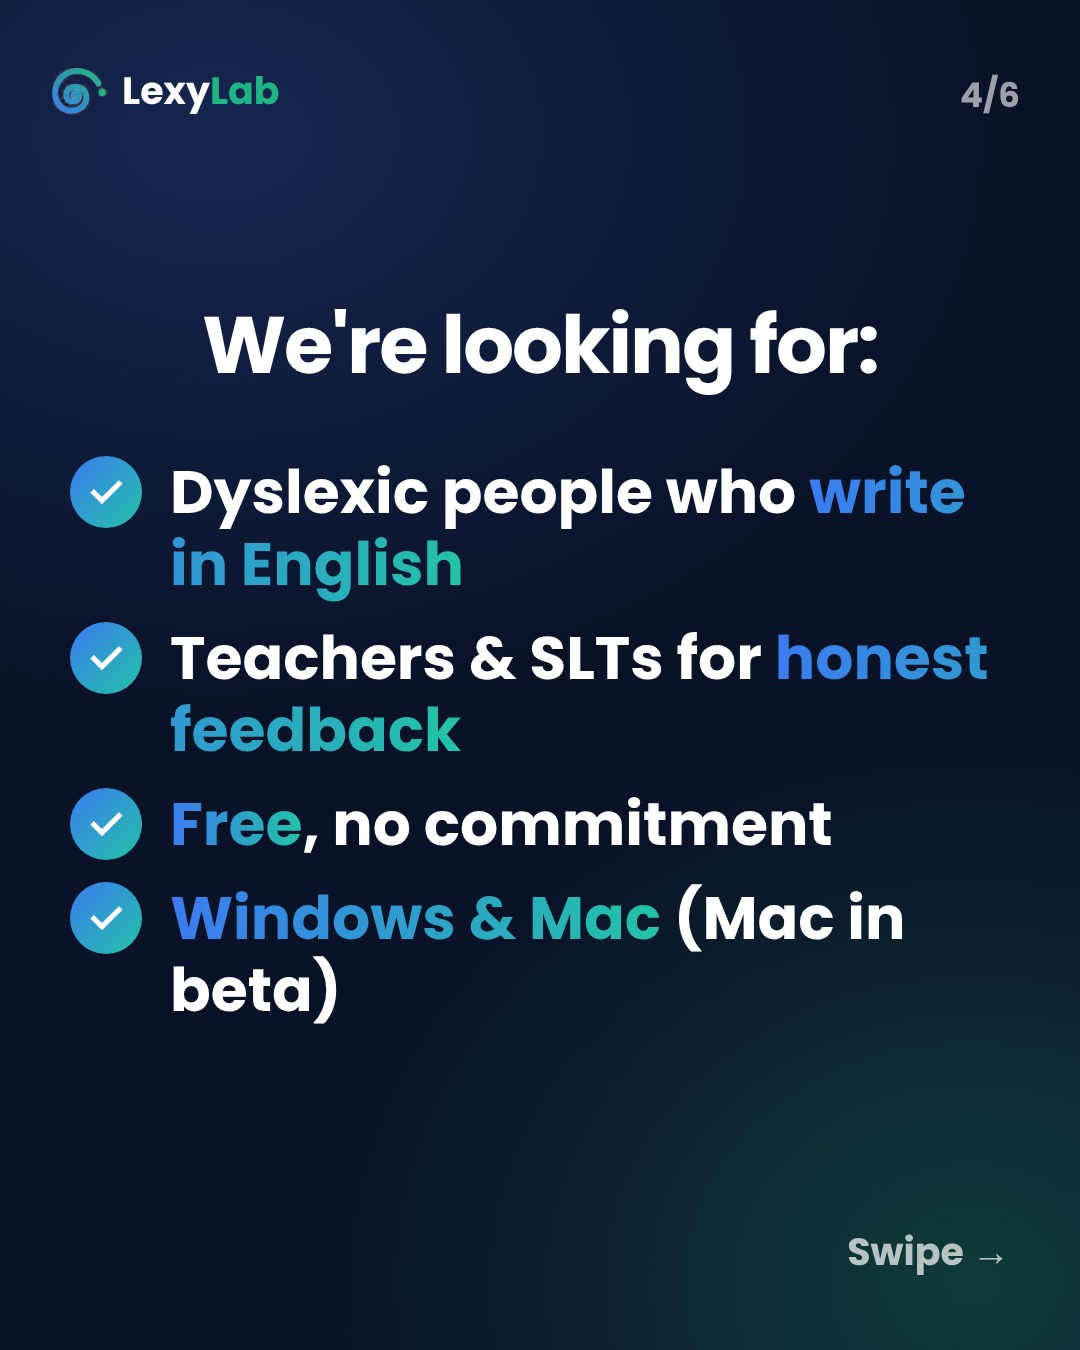 LexyLab
4/6
We're looking for:
Dyslexic people who write
in English
Teachers & SLTs for honest
feedback
Free, no commitment
Windows & Mac (Mac in
beta)
Swipe →